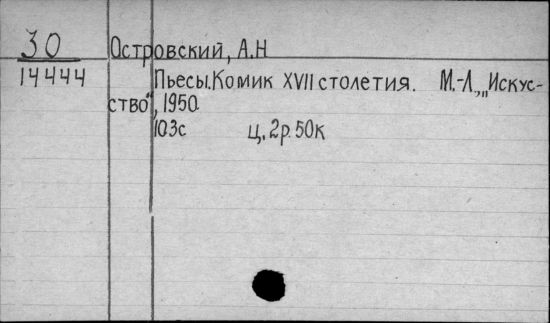 30
Островский, А.Н
14444
Пьесы.Комик XVII столетия. М.-Л.,„Искус-
ство“, 1950.
103с ц. 2р. 50к